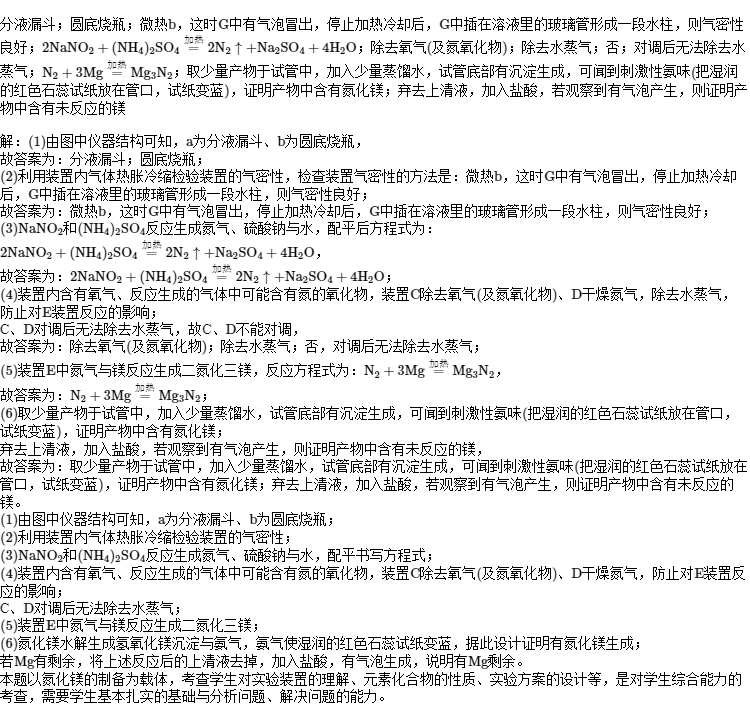 分液漏斗；圆底烧瓶；微热b，这时G中有气泡冒出，停止加热冷却后，G中插在溶液里的玻璃管形成一段水柱，则气密性
良好；2NaNO₂ + (NH₄)₂SO₄ \overset{加热}{=} 2N₂↑+Na₂SO₄ + 4H₂O；除去氧气(及氮氧化物)；除去水蒸气；否；对调后无法除去水
蒸气；N₂ + 3Mg \overset{加热}{=} Mg₃N₂；取少量产物于试管中，加入少量蒸馏水，试管底部有沉淀生成，可闻到刺激性氨味(把湿润
的红色石蕊试纸放在管口，试纸变蓝)，证明产物中含有氮化镁；弃去上清液，加入盐酸，若观察到有气泡产生，则证明产
物中含有未反应的镁
解：(1)由图中仪器结构可知，a为分液漏斗、b为圆底烧瓶，
故答案为：分液漏斗；圆底烧瓶；
(2)利用装置内气体热胀冷缩检验装置的气密性，检查装置气密性的方法是：微热b，这时G中有气泡冒出，停止加热冷却
后，G中插在溶液里的玻璃管形成一段水柱，则气密性良好；
故答案为：微热b，这时G中有气泡冒出，停止加热冷却后，G中插在溶液里的玻璃管形成一段水柱，则气密性良好；
(3)NaNO₂和(NH₄)₂SO₄反应生成氮气、硫酸钠与水，配平后方程式为：
2NaNO₂ + (NH₄)₂SO₄ \overset{加热}{=} 2N₂↑+Na₂SO₄ + 4H₂O，
故答案为：2NaNO₂ + (NH₄)₂SO₄ \overset{加热}{=} 2N₂↑+Na₂SO₄ + 4H₂O；
(4)装置内含有氧气、反应生成的气体中可能含有氮的氧化物，装置C除去氧气(及氮氧化物)、D干燥氮气，除去水蒸气，
防止对E装置反应的影响；
C、D对调后无法除去水蒸气，故C、D不能对调，
故答案为：除去氧气(及氮氧化物)；除去水蒸气；否，对调后无法除去水蒸气；
(5)装置E中氮气与镁反应生成二氮化三镁，反应方程式为：N₂ + 3Mg \overset{加热}{=} Mg₃N₂，
故答案为：N₂ + 3Mg \overset{加热}{=} Mg₃N₂；
(6)取少量产物于试管中，加入少量蒸馏水，试管底部有沉淀生成，可闻到刺激性氨味(把湿润的红色石蕊试纸放在管口，
试纸变蓝)，证明产物中含有氮化镁；
弃去上清液，加入盐酸，若观察到有气泡产生，则证明产物中含有未反应的镁，
故答案为：取少量产物于试管中，加入少量蒸馏水，试管底部有沉淀生成，可闻到刺激性氨味(把湿润的红色石蕊试纸放在
管口，试纸变蓝)，证明产物中含有氮化镁；弃去上清液，加入盐酸，若观察到有气泡产生，则证明产物中含有未反应的
镁。
(1)由图中仪器结构可知，a为分液漏斗、b为圆底烧瓶；
(2)利用装置内气体热胀冷缩检验装置的气密性；
(3)NaNO₂和(NH₄)₂SO₄反应生成氮气、硫酸钠与水，配平书写方程式；
(4)装置内含有氧气、反应生成的气体中可能含有氮的氧化物，装置C除去氧气(及氮氧化物)、D干燥氮气，防止对E装置反
应的影响；
C、D对调后无法除去水蒸气；
(5)装置E中氮气与镁反应生成二氮化三镁；
(6)氮化镁水解生成氢氧化镁沉淀与氨气，氨气使湿润的红色石蕊试纸变蓝，据此设计证明有氮化镁生成；
若Mg有剩余，将上述反应后的上清液去掉，加入盐酸，有气泡生成，说明有Mg剩余。
本题以氮化镁的制备为载体，考查学生对实验装置的理解、元素化合物的性质、实验方案的设计等，是对学生综合能力的
考查，需要学生基本扎实的基础与分析问题、解决问题的能力。